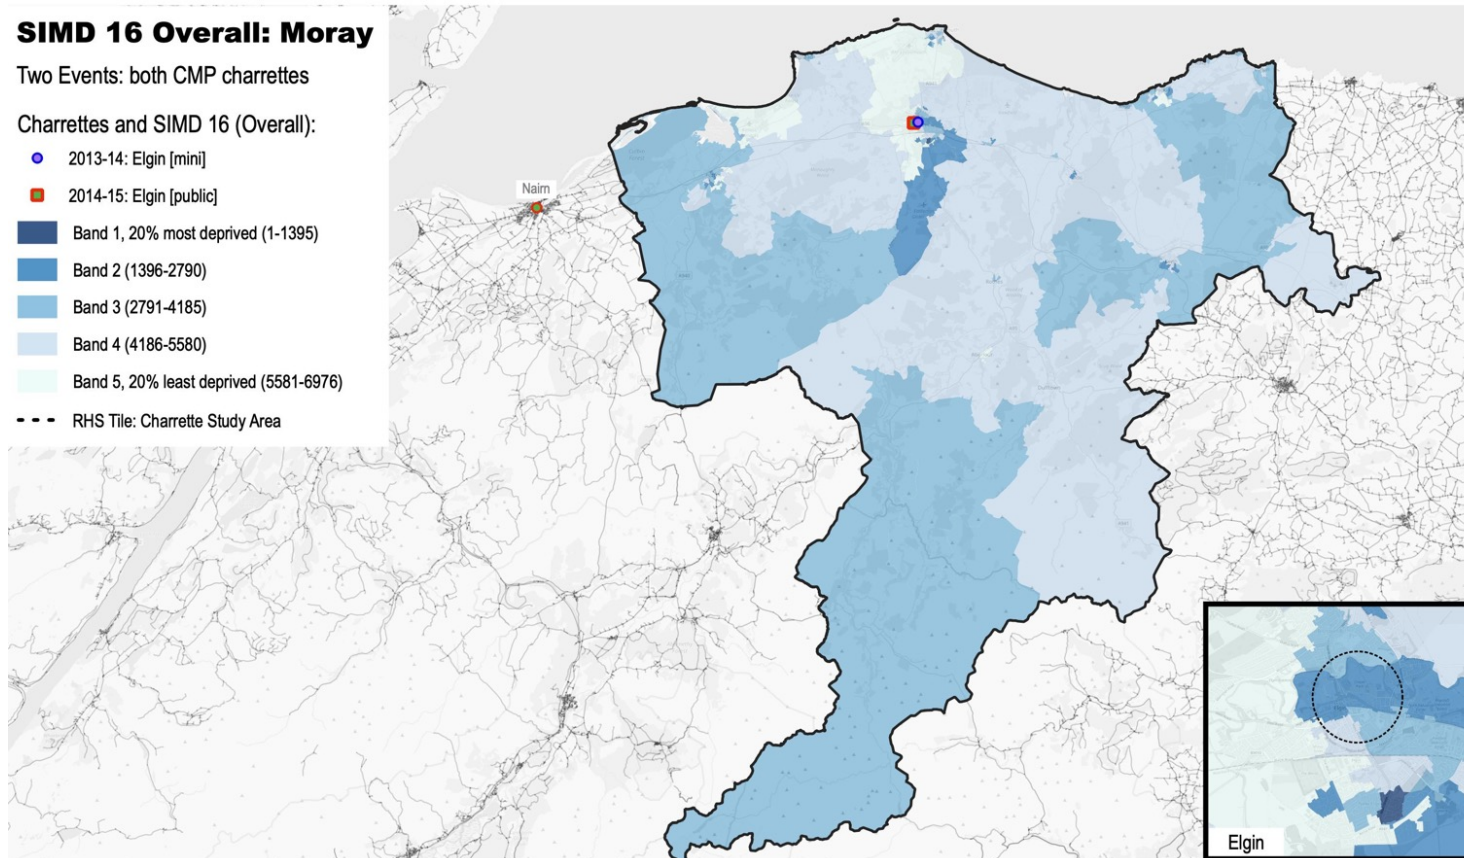 SIMD 16 Overall: Moray
Two Events: both CMP charrettes
Charrettes and SIMD 16 (Overall):
2013-14: Elgin [mini]
2014-15: Elgin [public]
Band 1, 20% most deprived (1-1395)
Band 2 (1396-2790)
Band 3 (2791-4185)
Band 4 (4186-5580)
Band 5, 20% least deprived (5581-6976)
RHS Tile: Charrette Study Area
Nairn
Elgin